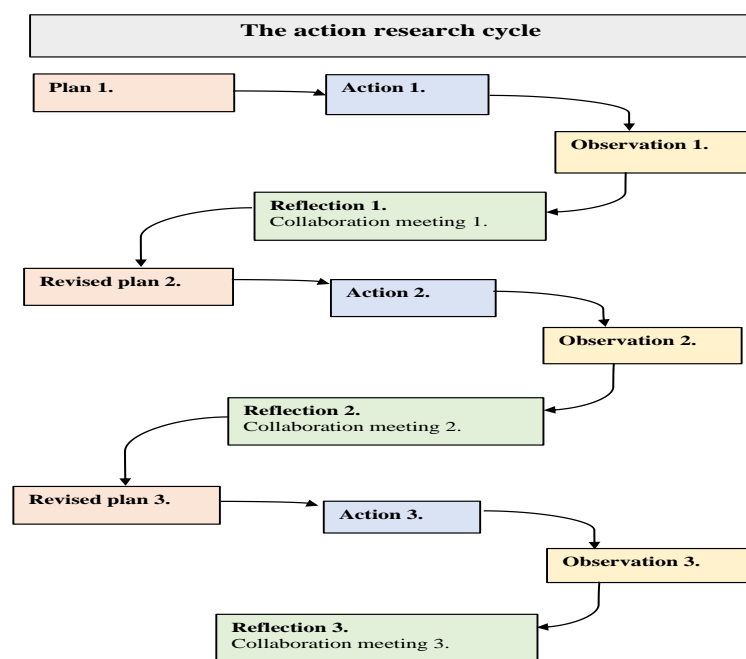 The action research cycle
Plan 1.
Action 1.
Observation 1.
Reflection 1.
Collaboration meeting 1.
Revised plan 2.
Action 2.
Observation 2.
Reflection 2.
Collaboration meeting 2.
Revised plan 3.
Action 3.
Observation 3.
Reflection 3.
Collaboration meeting 3.